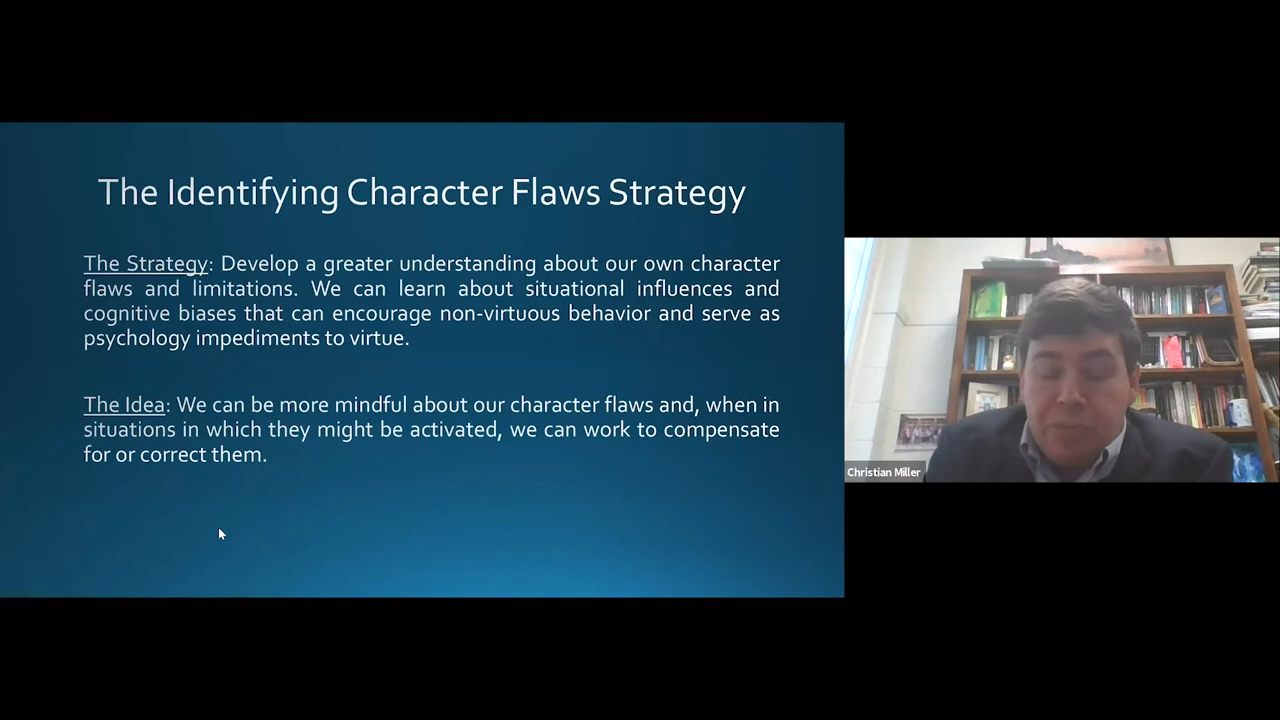 The Identifying Character Flaws Strategy
The Strategy: Develop a greater understanding about our own character
flaws and limitations. We can learn about situational influences and
cognitive biases that can encourage non-virtuous behavior and serve as
psychology impediments to virtue.
The Idea: We can be more mindful about our character flaws and, when in
situations in which they might be activated, we can work to compensate
for or correct them.
Christian Miller